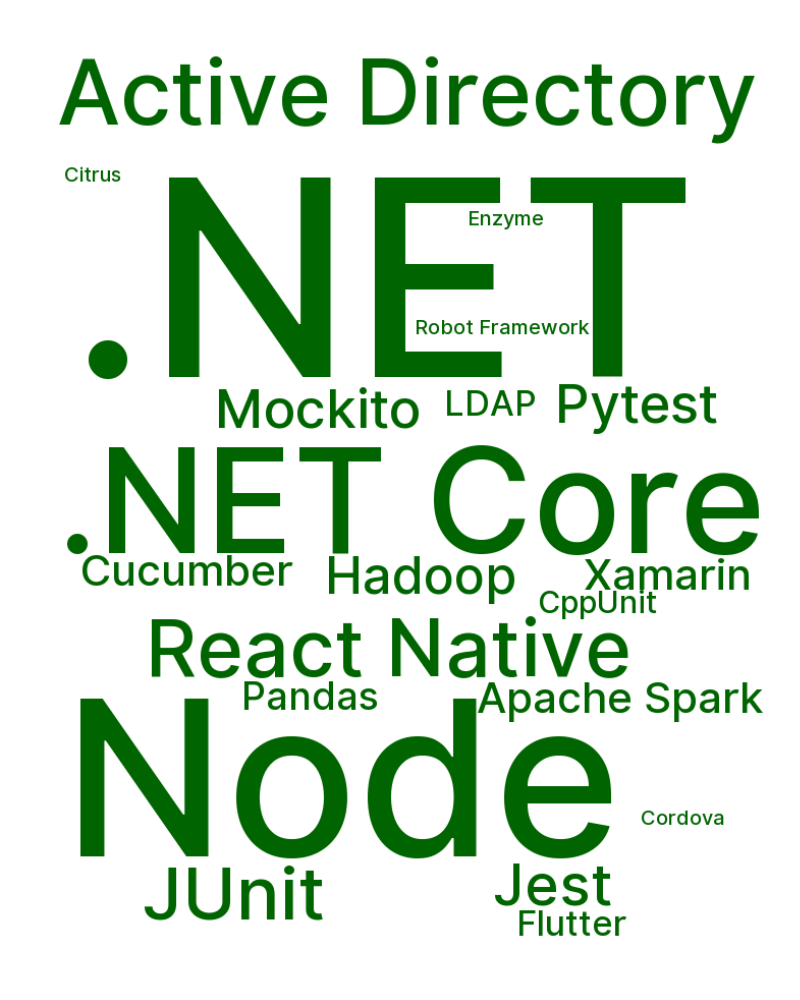 Active Directory
Citrus
.NET
Enzyme
Robot Framework
Mockito
LDAP
Pytest
.NET Core
Cucumber
Hadoop
Xamarin
CppUnit
React Native
Pandas
Apache Spark
Node
Cordova
JUnit
Jest
Flutter